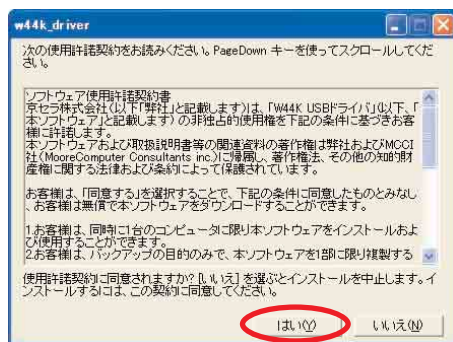 w44k_driver
次の使用許諾契約をお読みください。PageDown キーを使ってスクロールしてくだ
さい。
ソフトウェア使用許諾契約書
京セラ株式会社(以下「弊社」と記載します)は、「W44K USBドライバ」(以下、「
本ソフトウェア」と記載します) の非独占的使用権を下記の条件に基づきお客
様に許諾します。
本ソフトウェアおよび取扱説明書等の関連資料の著作権は弊社およびMCCI
社(MooreComputer Consultants inc.)に帰属し、著作権法、その他の知的財
産権に関する法律および条約によって保護されています。
お客様は、「同意する」を選択することで、下記の条件に同意したものとみなし
、お客様は無償で本ソフトウェアをダウンロードすることができます。
1.お客様は、同時に1台のコンピュータに限り本ソフトウェアをインストールおよ
び使用することができます。
2.お客様は、バックアップの目的のみで、本ソフトウェアを1部に限り複製する
使用許諾契約に同意されますか? [いいえ] を選ぶとインストールを中止します。イ
ンストールするには、この契約に同意してください。
はい(Y)
いいえ(N)